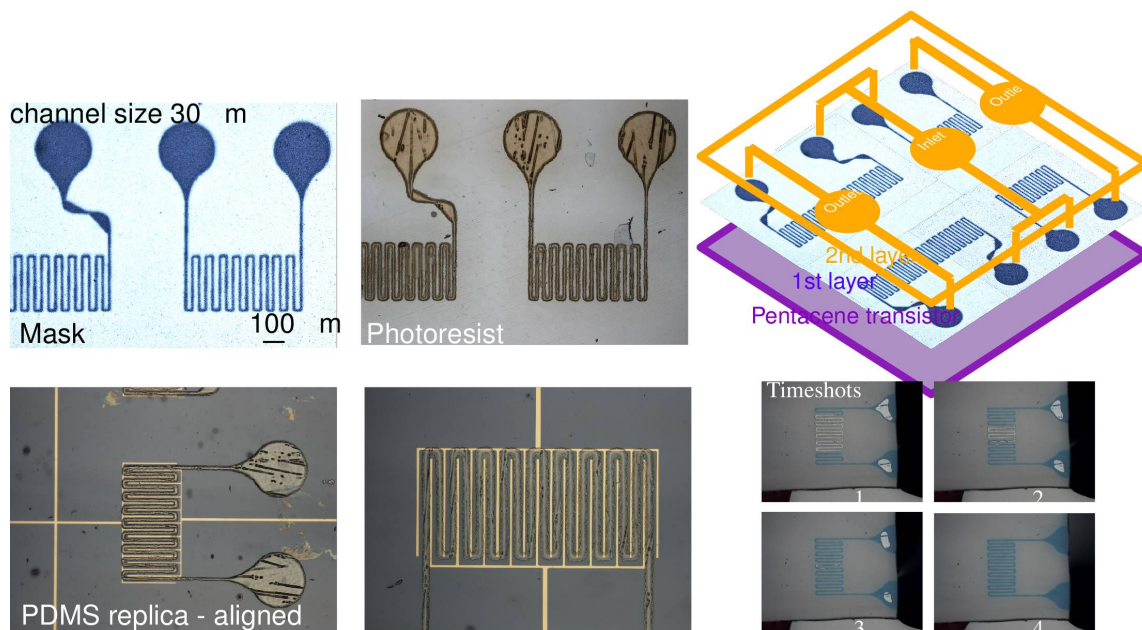 channel size 30 m
Mask
100 m
Photoresist
Outle
Inlet
Outlet
2nd layer
1st layer
Pentacene transistor
PDMS replica - aligned
Timeshots
1
2
3
4